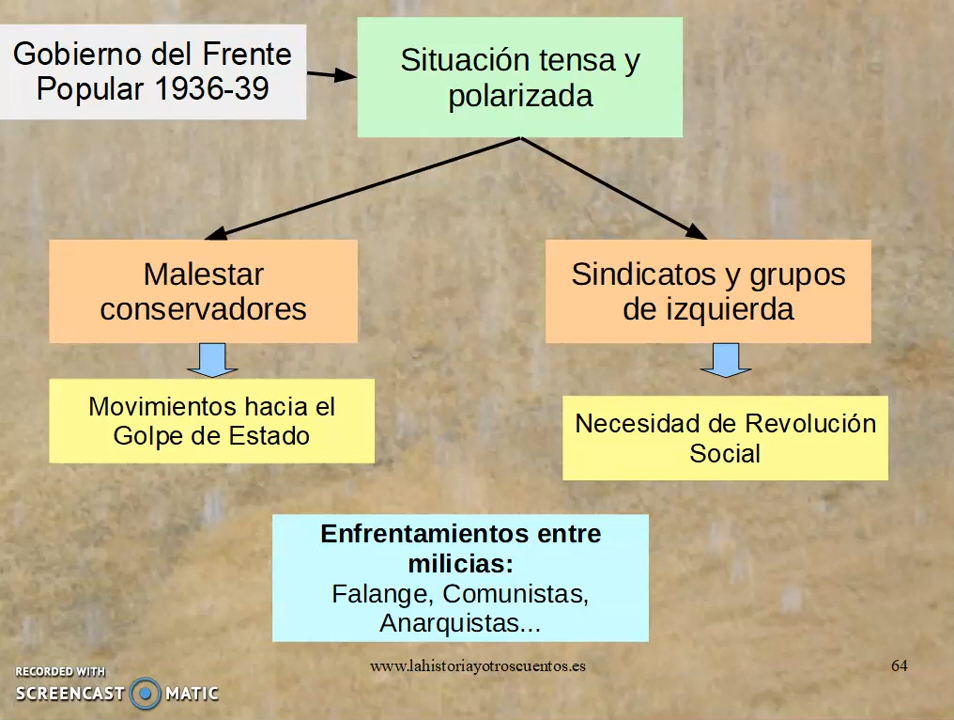 Gobierno del Frente
Popular 1936-39
Situación tensa y
polarizada
Malestar
conservadores
Sindicatos y grupos
de izquierda
Movimientos hacia el
Golpe de Estado
Necesidad de Revolución
Social
Enfrentamientos entre
milicias:
Falange, Comunistas,
Anarquistas...
www.lahistoriayotroscuentos.es
64
RECORDED WITH
SCREENCAST MATIC